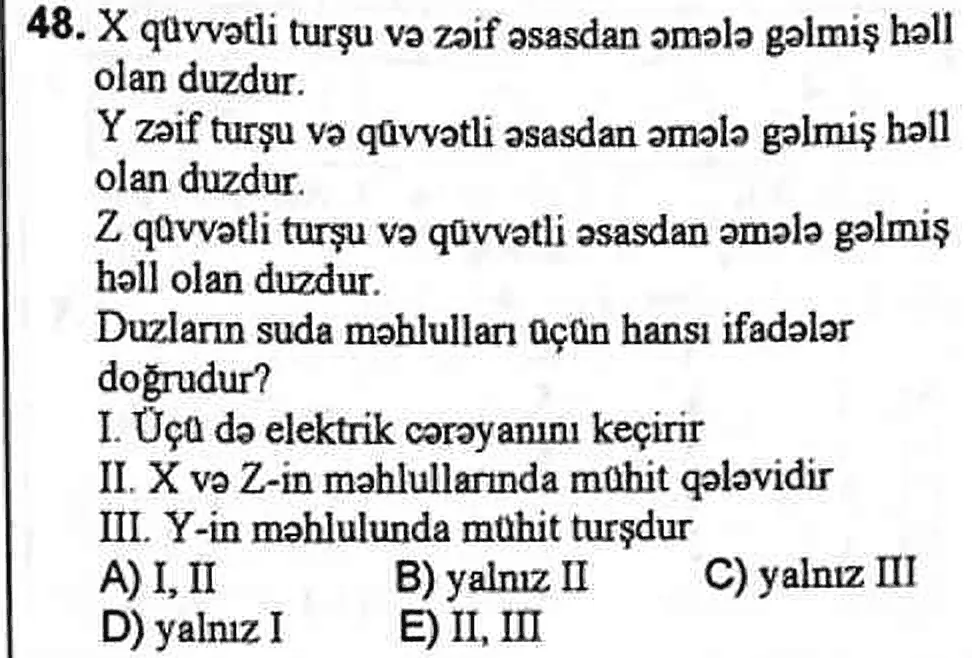 48. X qüvvətli turşu və zəif əsasdan əmələ gəlmiş həll
olan duzdur.
Y zəif turşu və qüvvətli əsasdan əmələ gəlmiş həll
olan duzdur.
Z qüvvətli turşu və qüvvətli əsasdan əmələ gəlmiş
həll olan duzdur.
Duzların suda məhlulları üçün hansı ifadələr
doğrudur?
I. Üçü də elektrik cərəyanını keçirir
II. X və Z-in məhlullarında mühit qələvidir
III. Y-in məhlulunda mühit turşdur
A) I, II B) yalnız II C) yalnız III
D) yalnız I E) II, III